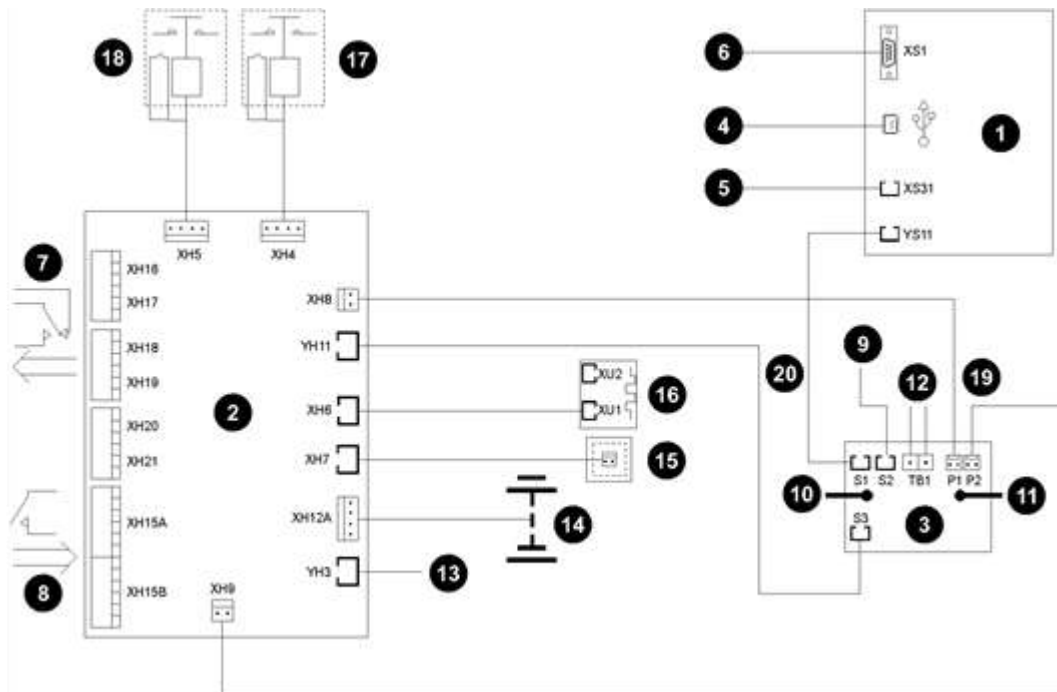 18
17
6
XS1
4
1
5
XS31
YS11
XH5
XH4
7
XH16
XH17
XH8
XH18
YH11
9
XU2
20
12
19
16
XH19
2
XH6
XU1
XH20
XH21
XH7
15
S1 S2 TB1 P1 P2
10
11
XH15A
XH12A
14
S3
3
YH3
13
8
XH15B
XH9